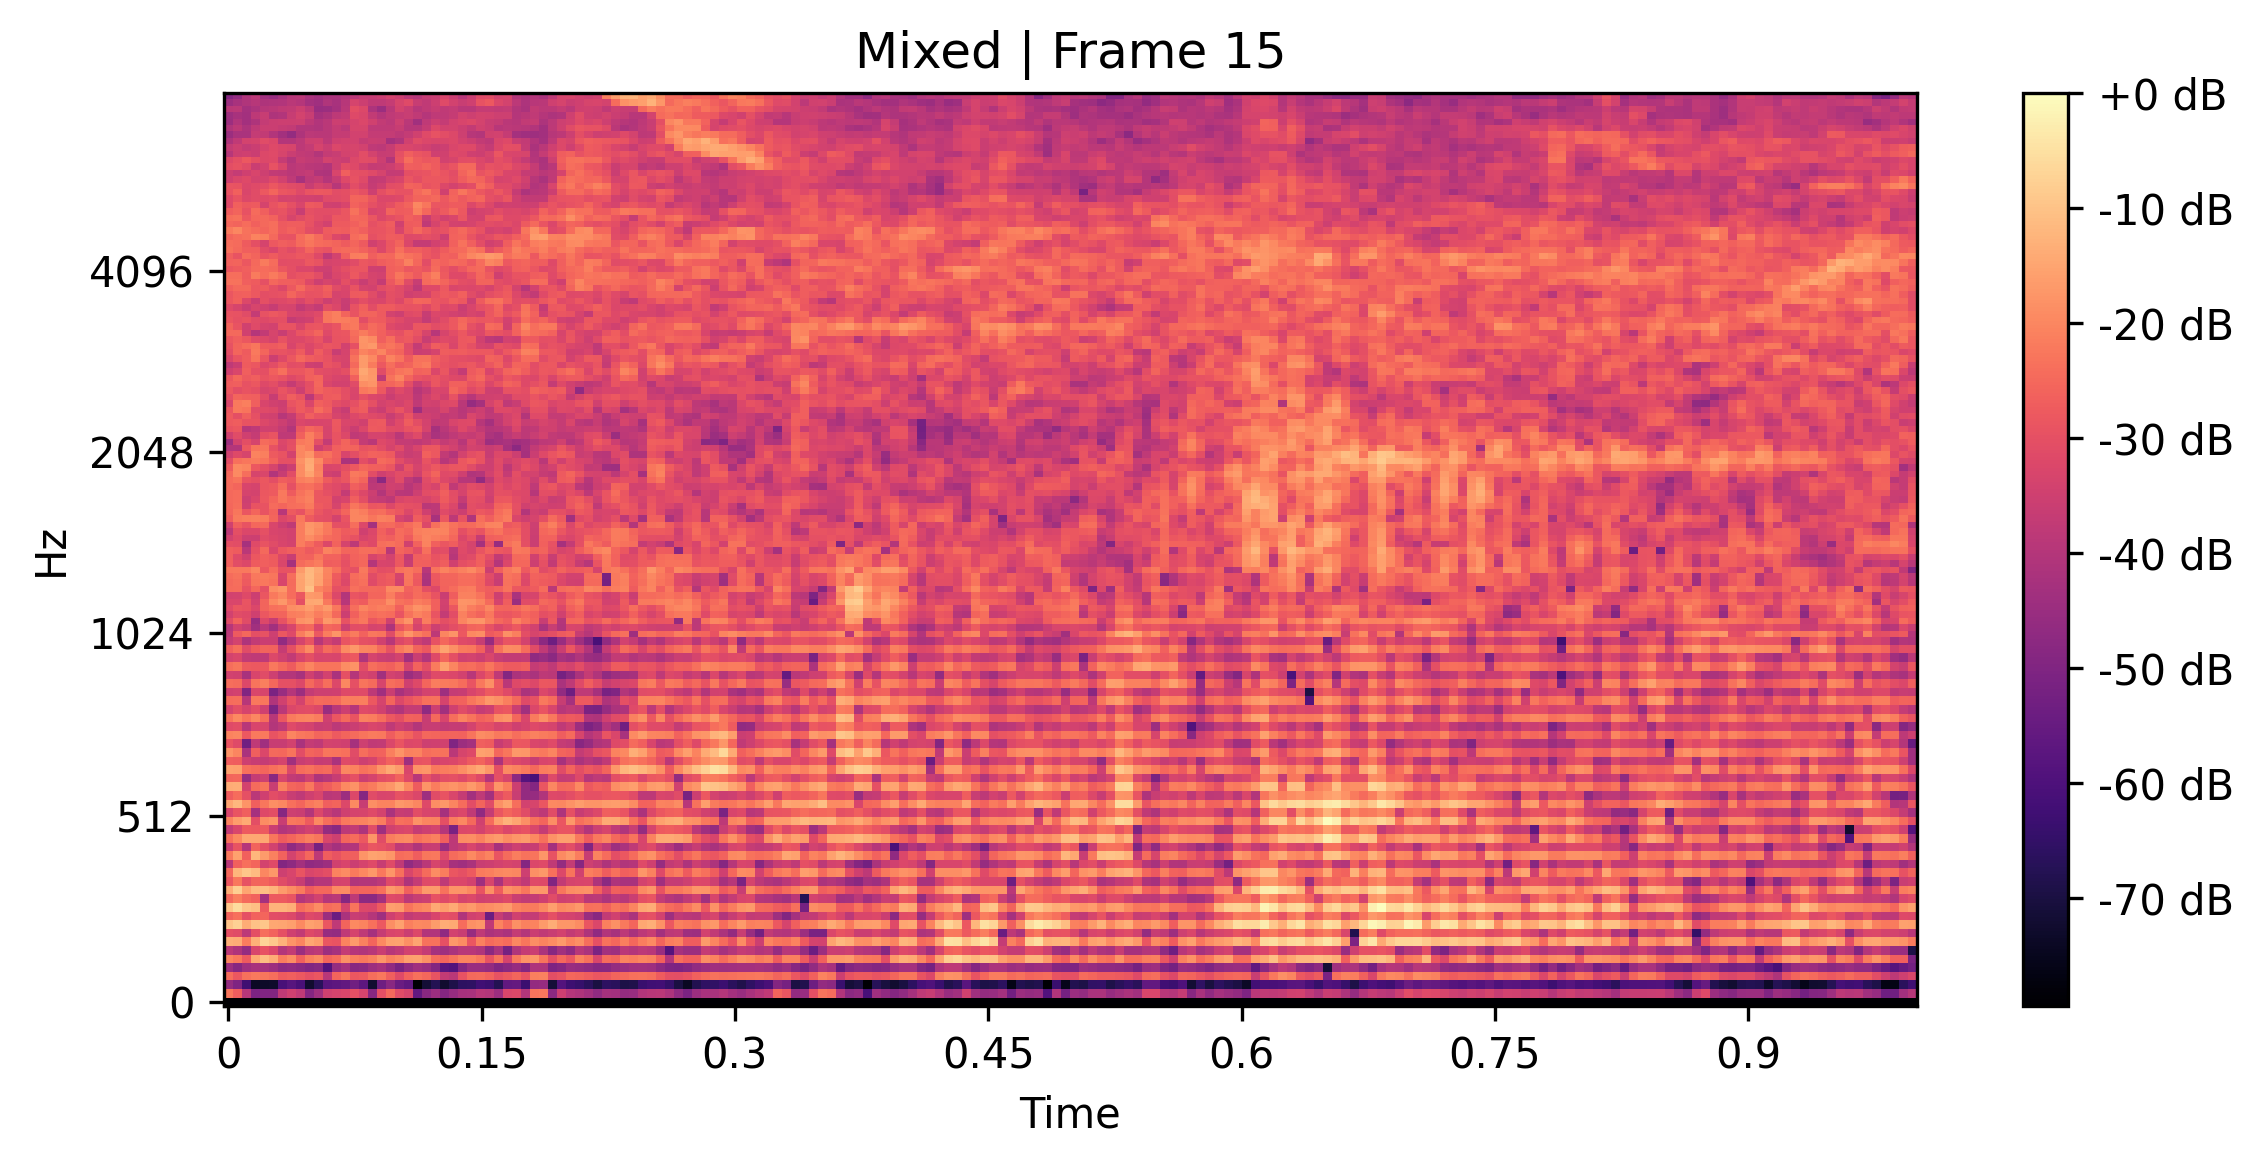 Mixed | Frame 15
+0 dB
-10 dB
-20 dB
-30 dB
-40 dB
-50 dB
-60 dB
-70 dB
Hz
4096
2048
1024
512
0
0 0.15 0.3 0.45 0.6 0.75 0.9
Time